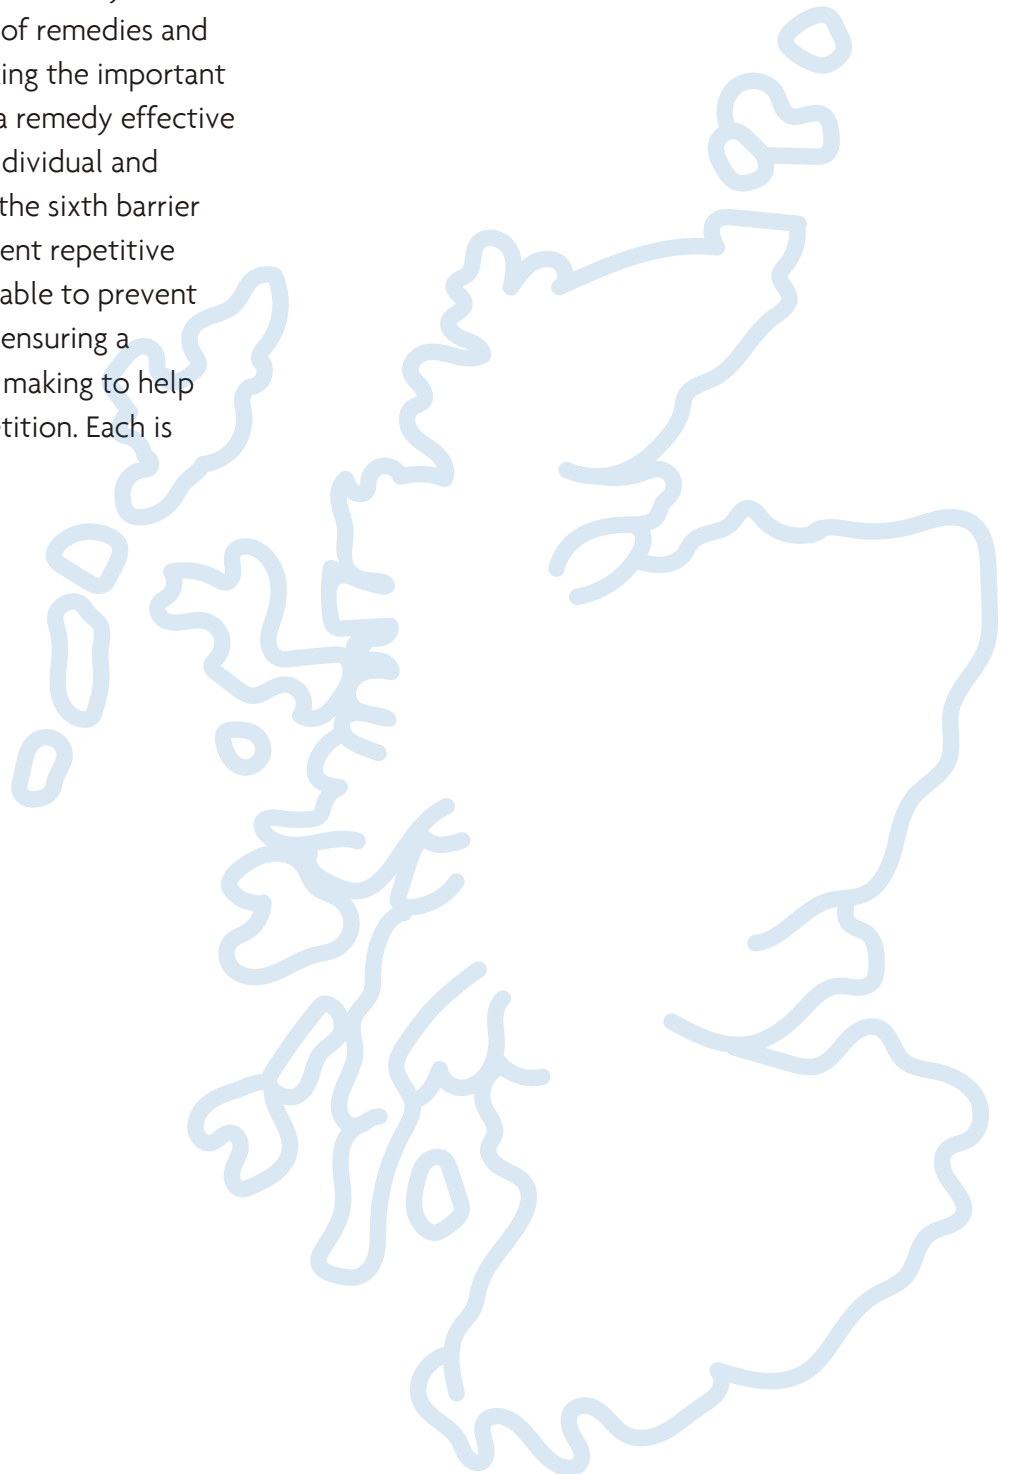 of remedies and
ing the important
a remedy effective
dividual and
the sixth barrier
ent repetitive
able to prevent
ensuring a
making to help
tition. Each is